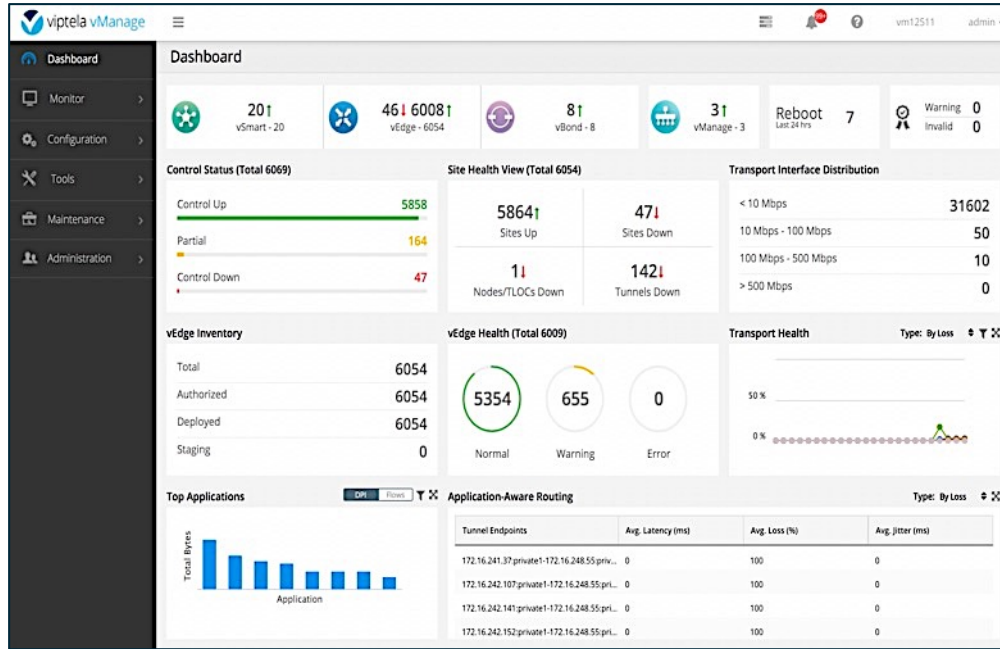 viptela vManage
99+
vm12511
admin
Dashboard
Monitor
Configuration
Tools
Maintenance
Administration
Dashboard
20
vSmart - 20
46 6008
vEdge - 6054
8
vBond - 8
3
vManage - 3
Reboot
Last 24 hrs
7
Warning 0
Invalid 0
Control Status (Total 6069)
Control Up 5858
Partial 164
Control Down 47
Site Health View (Total 6054)
5864
Sites Up
47
Sites Down
1
Nodes/TLOCs Down
142
Tunnels Down
Transport Interface Distribution
< 10 Mbps 31602
10 Mbps - 100 Mbps 50
100 Mbps - 500 Mbps 10
> 500 Mbps 0
vEdge Inventory
Total 6054
Authorized 6054
Deployed 6054
Staging 0
vEdge Health (Total 6009)
5354
Normal
655
Warning
0
Error
Transport Health Type: By Loss
50 %
0 %
Top Applications DPI Flows
Total Bytes
Application
Application-Aware Routing Type: By Loss
Tunnel Endpoints Avg. Latency (ms) Avg. Loss (%) Avg. Jitter (ms)
172.16.241.37:private1-172.16.248.55:priv... 0 100 0
172.16.242.107:private1-172.16.248.55:pri... 0 100 0
172.16.242.141:private1-172.16.248.55:pri... 0 100 0
172.16.242.152:private1-172.16.248.55:pri... 0 100 0